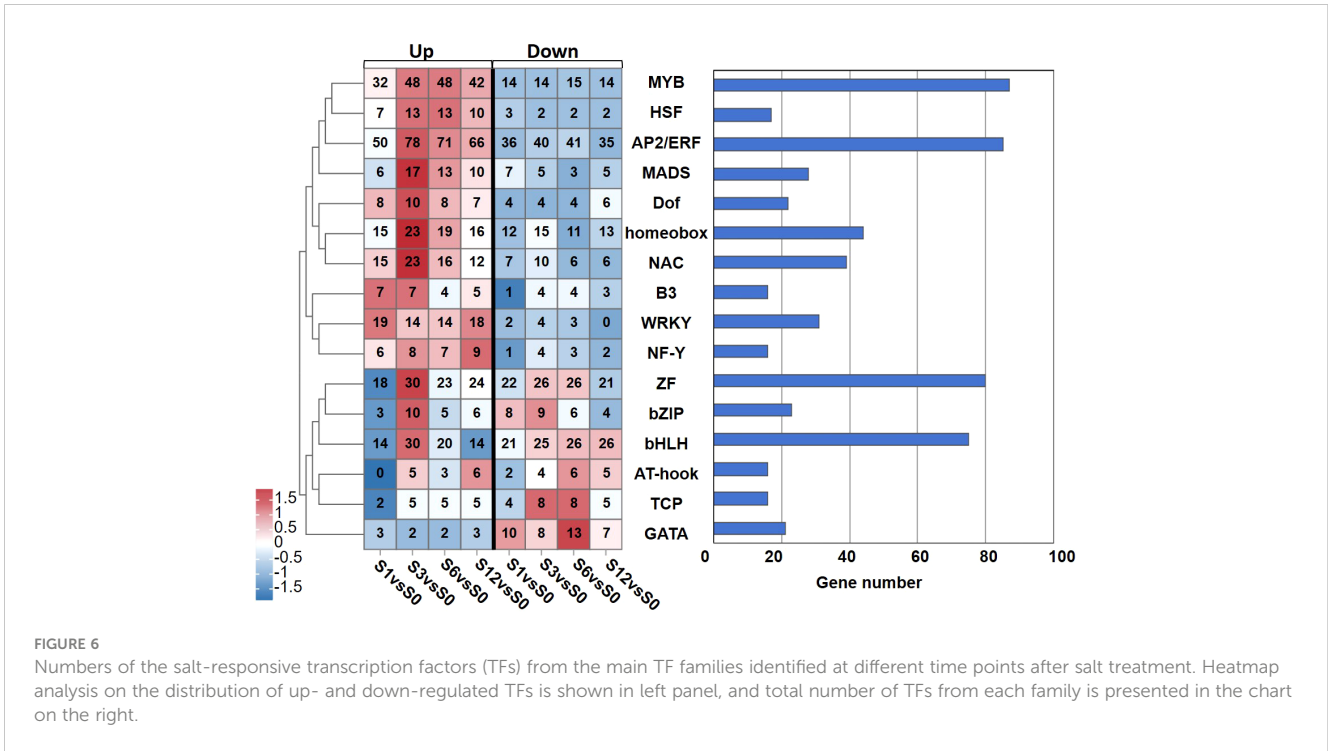 Up Down
32 48 48 42 14 14 15 14 MYB
7 13 13 10 3 2 2 2 HSF
50 78 71 66 36 40 41 35 AP2/ERF
6 17 13 10 7 5 3 5 MADS
8 10 8 7 4 4 4 6 Dof
15 23 19 16 12 15 11 13 homeobox
15 23 16 12 7 10 6 6 NAC
7 7 4 5 1 4 4 3 B3
19 14 14 18 2 4 3 0 WRKY
6 8 7 9 1 4 3 2 NF-Y
18 30 23 24 22 26 26 21 ZF
3 10 5 6 8 9 6 4 bZIP
14 30 20 14 21 25 26 26 bHLH
0 5 3 6 2 4 6 5 AT-hook
2 5 5 5 4 8 8 5 TCP
3 2 2 3 10 8 13 7 GATA
1.5
0.5
0
-0.5
-1.5
S1vsS0 S3vsS0 S6vsS0 S12vsS0 S1vsS0 S3vsS0 S6vsS0 S12vsS0
0 20 40 60 80 100
Gene number
FIGURE 6
Numbers of the salt-responsive transcription factors (TFs) from the main TF families identified at different time points after salt treatment. Heatmap
analysis on the distribution of up- and down-regulated TFs is shown in left panel, and total number of TFs from each family is presented in the chart
on the right.